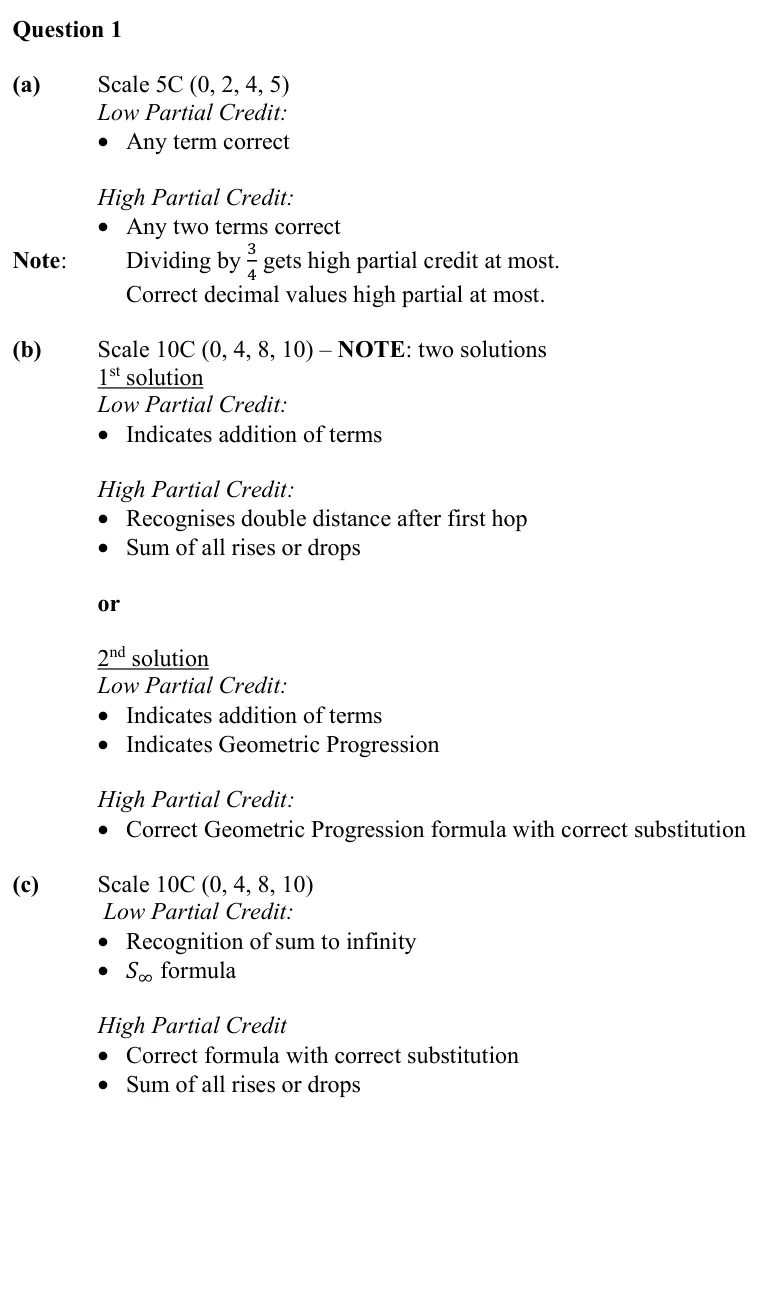 Question 1
(a) Scale 5C (0, 2, 4, 5)
Low Partial Credit:
• Any term correct
High Partial Credit:
• Any two terms correct
Note: Dividing by 3/4 gets high partial credit at most.
Correct decimal values high partial at most.
(b) Scale 10C (0, 4, 8, 10) – NOTE: two solutions
1st solution
Low Partial Credit:
• Indicates addition of terms
High Partial Credit:
• Recognises double distance after first hop
• Sum of all rises or drops
or
2nd solution
Low Partial Credit:
• Indicates addition of terms
• Indicates Geometric Progression
High Partial Credit:
• Correct Geometric Progression formula with correct substitution
(c) Scale 10C (0, 4, 8, 10)
Low Partial Credit:
• Recognition of sum to infinity
• S∞ formula
High Partial Credit
• Correct formula with correct substitution
• Sum of all rises or drops